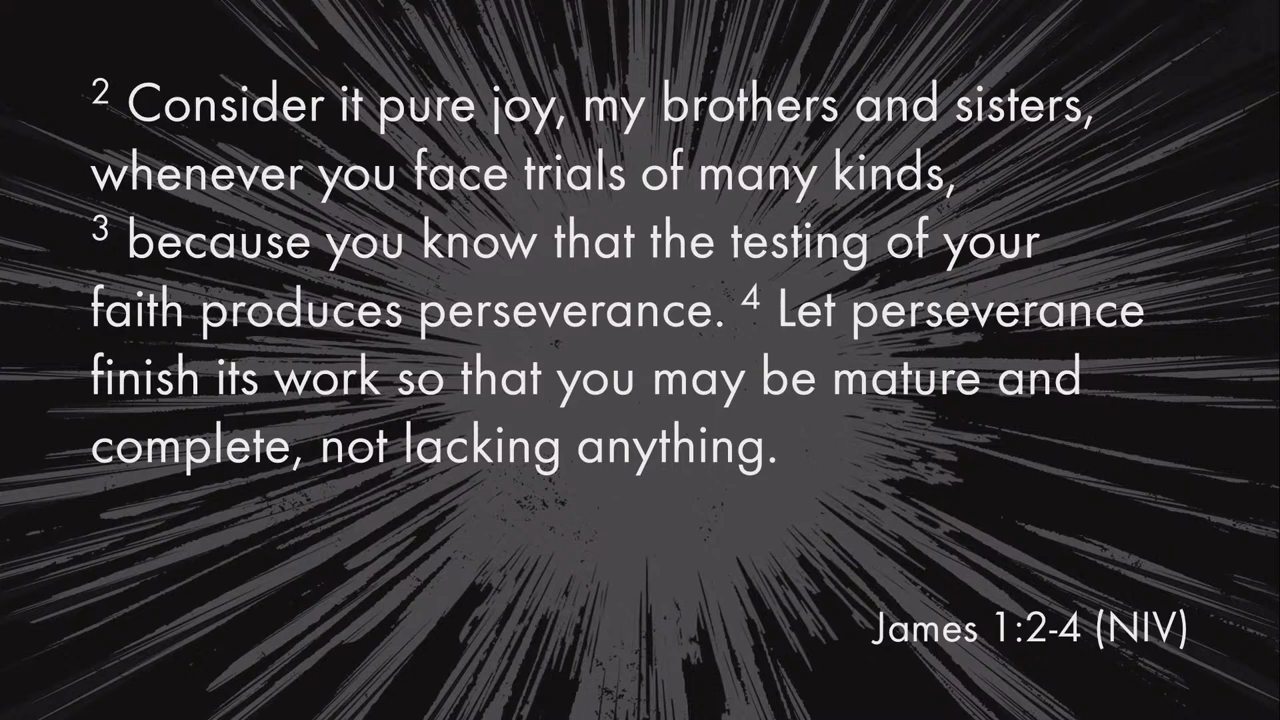 ² Consider it pure joy, my brothers and sisters,
whenever you face trials of many kinds,
³ because you know that the testing of your
faith produces perseverance. ⁴ Let perseverance
finish its work so that you may be mature and
complete, not lacking anything.
James 1:2-4 (NIV)